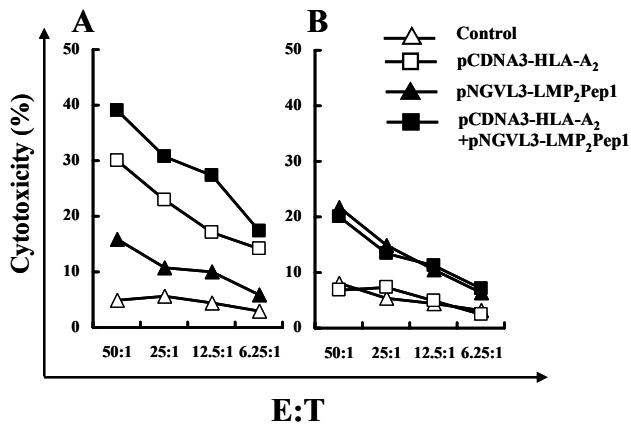 A
B
Control
pCDNA3-HLA-A2
pNGVL3-LMP2Pep1
pCDNA3-HLA-A2
+pNGVL3-LMP2Pep1
Cytotoxicity (%)
50
40
30
20
10
0
50
40
30
20
10
0
50:1 25:1 12.5:1 6.25:1
50:1 25:1 12.5:1 6.25:1
E:T